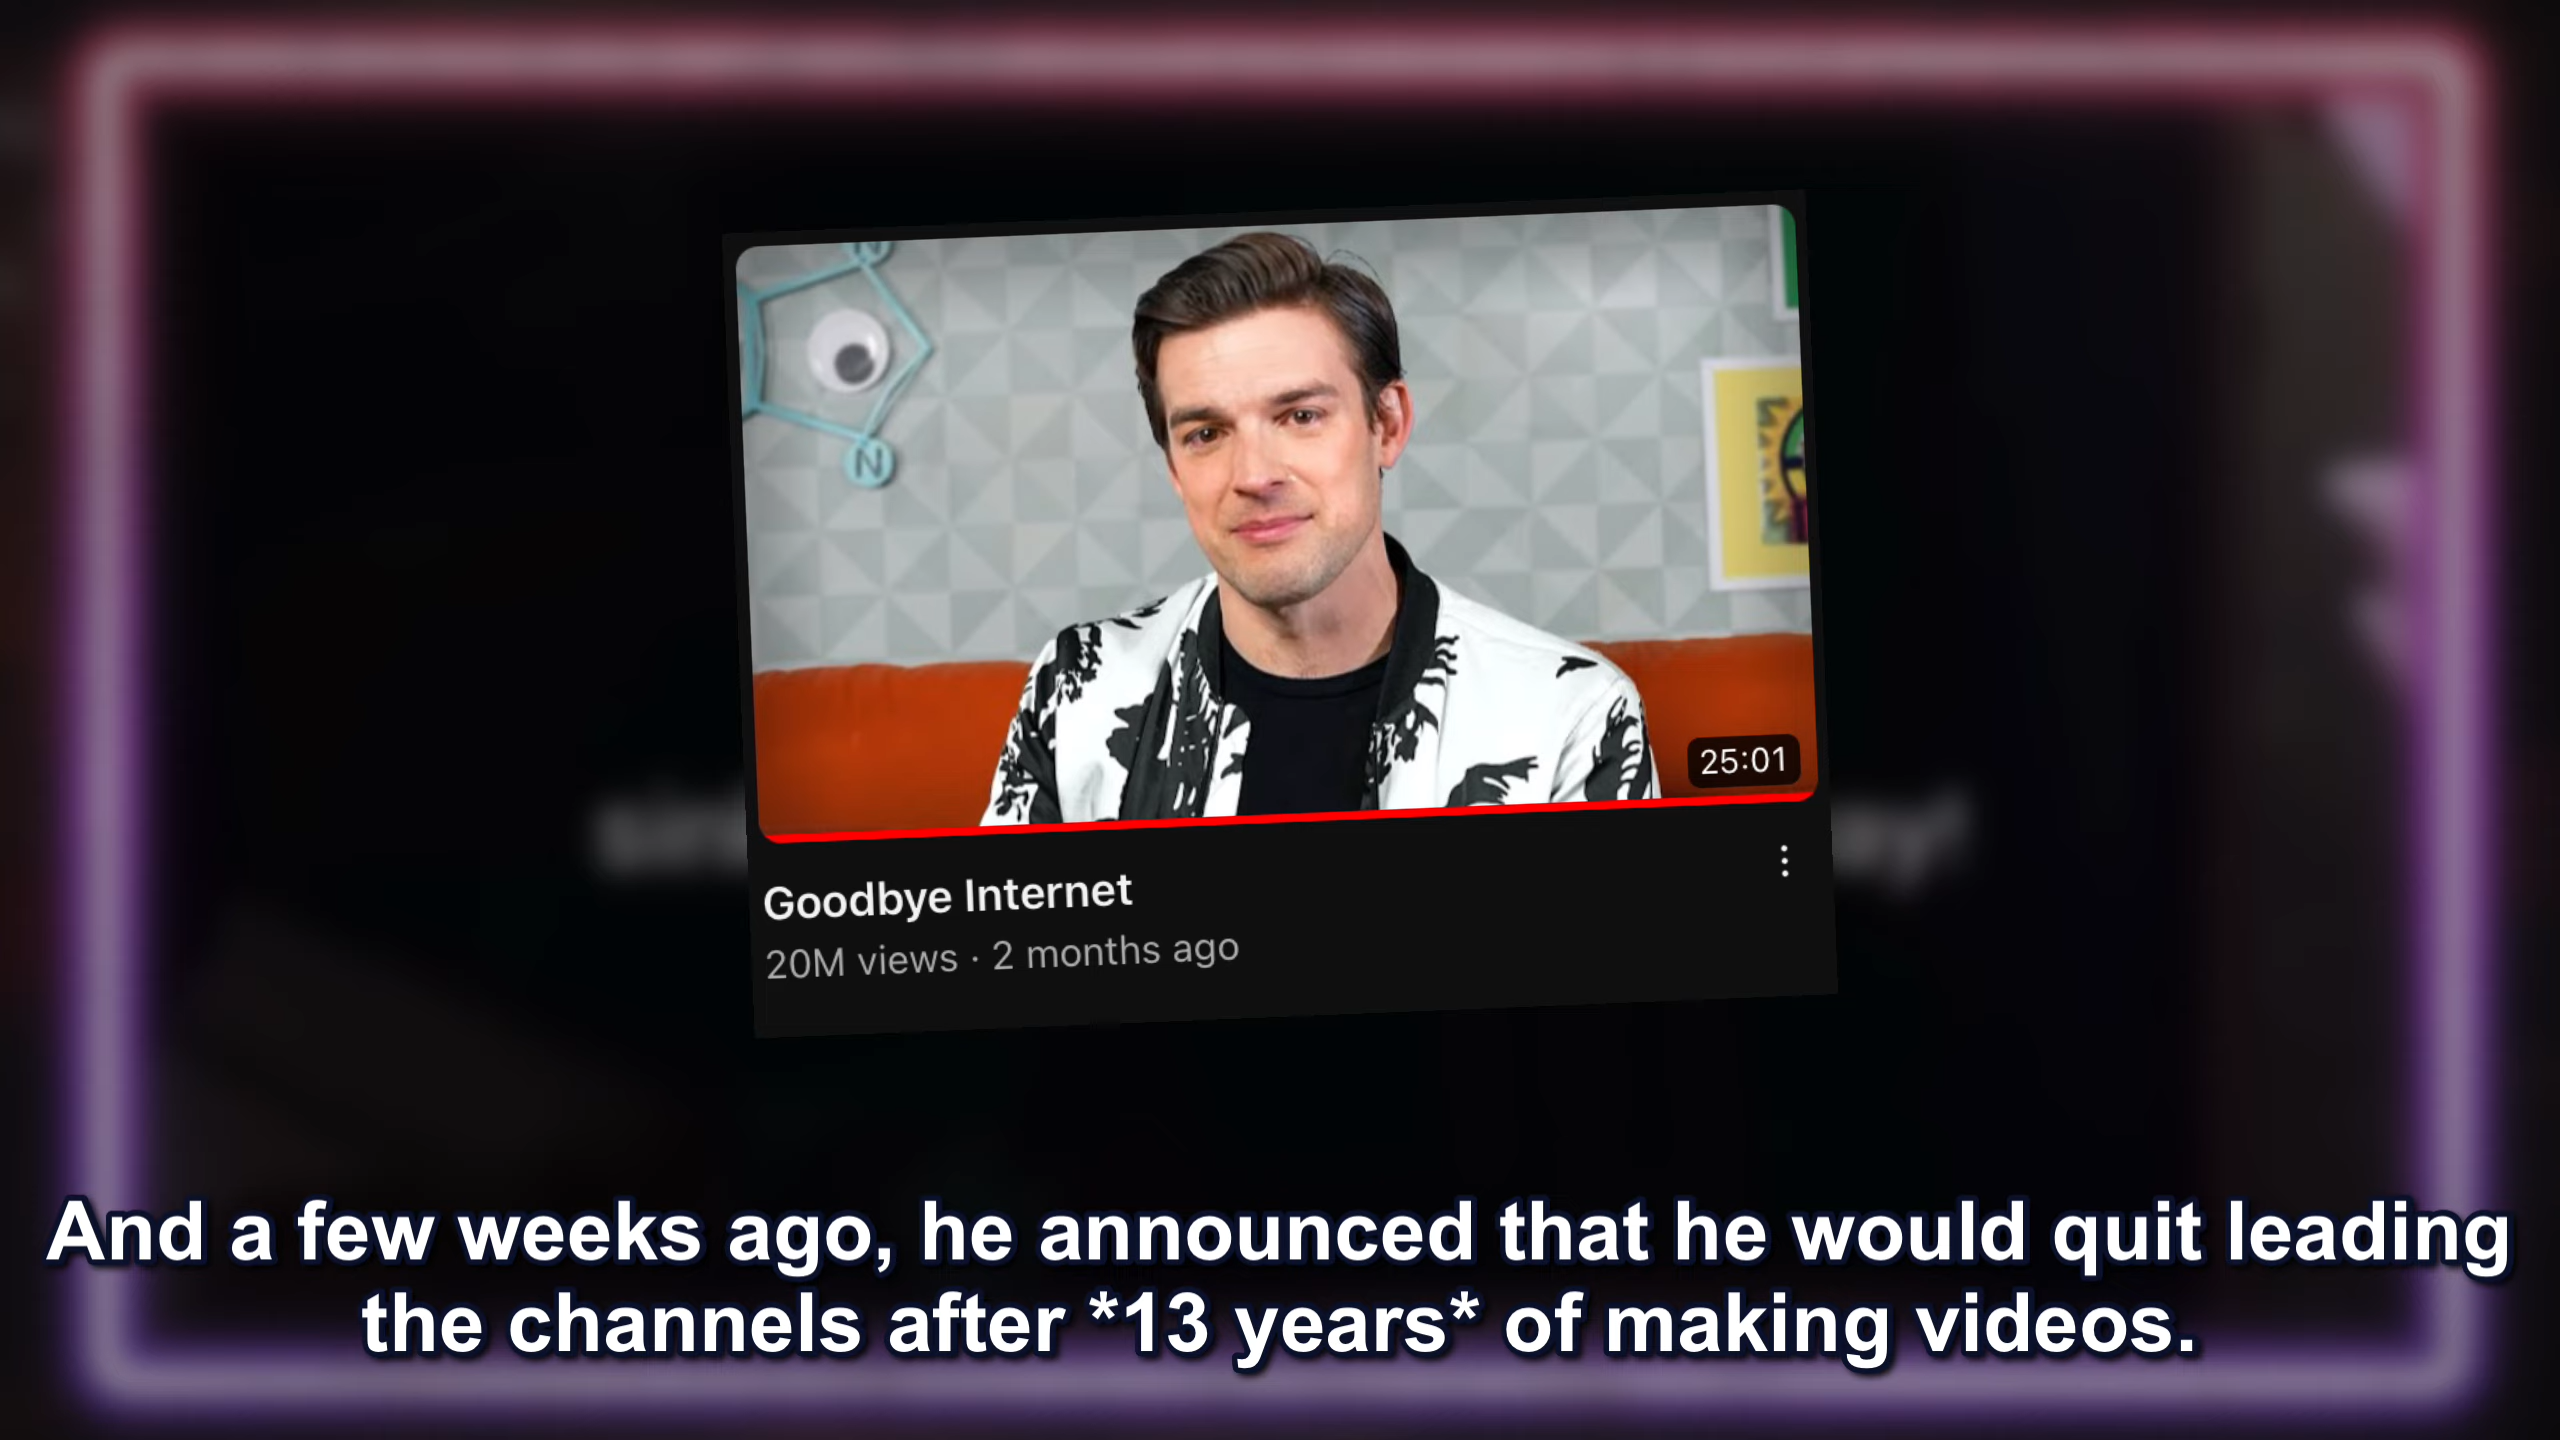 N
25:01
Goodbye Internet
20M views · 2 months ago
And a few weeks ago, he announced that he would quit leading
the channels after *13 years* of making videos.